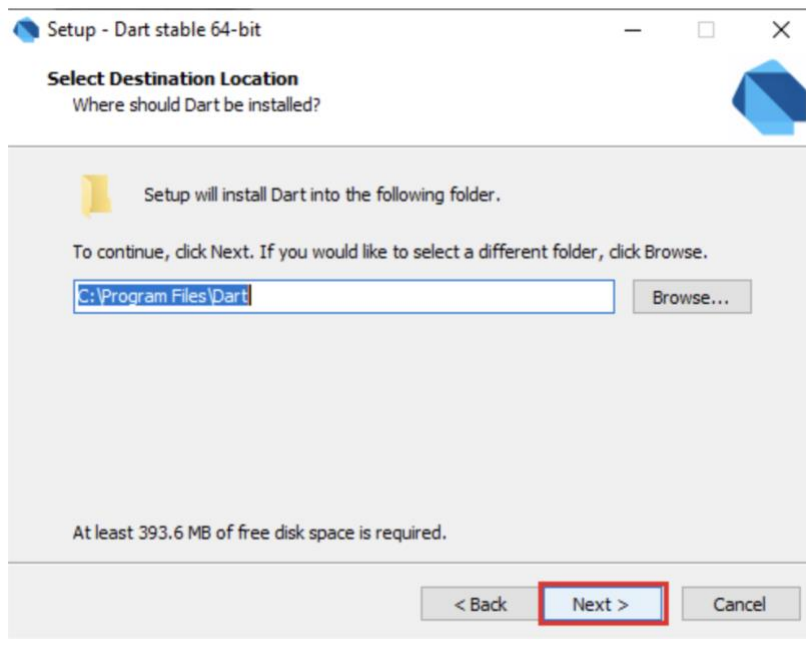 Setup - Dart stable 64-bit
Select Destination Location
Where should Dart be installed?
Setup will install Dart into the following folder.
To continue, click Next. If you would like to select a different folder, click Browse.
C:\Program Files\Dart
Browse...
At least 393.6 MB of free disk space is required.
< Back Next > Cancel